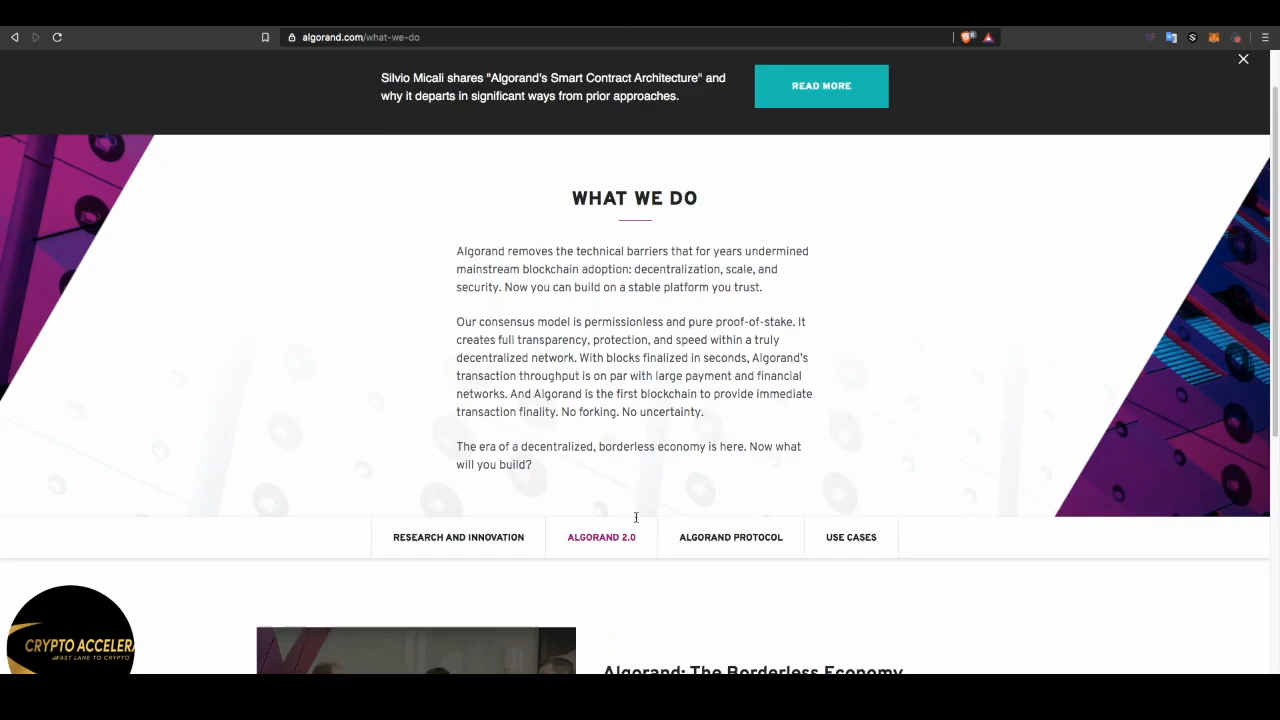 algorand.com/what-we-do
Silvio Micali shares "Algorand's Smart Contract Architecture" and
why it departs in significant ways from prior approaches.
READ MORE
WHAT WE DO
Algorand removes the technical barriers that for years undermined
mainstream blockchain adoption: decentralization, scale, and
security. Now you can build on a stable platform you trust.
Our consensus model is permissionless and pure proof-of-stake. It
creates full transparency, protection, and speed within a truly
decentralized network. With blocks finalized in seconds, Algorand's
transaction throughput is on par with large payment and financial
networks. And Algorand is the first blockchain to provide immediate
transaction finality. No forking. No uncertainty.
The era of a decentralized, borderless economy is here. Now what
will you build?
RESEARCH AND INNOVATION
ALGORAND 2.0
ALGORAND PROTOCOL
USE CASES
CRYPTO ACCELERA
FAST LANE TO CRYPTO
Algorand: The Borderless Economy